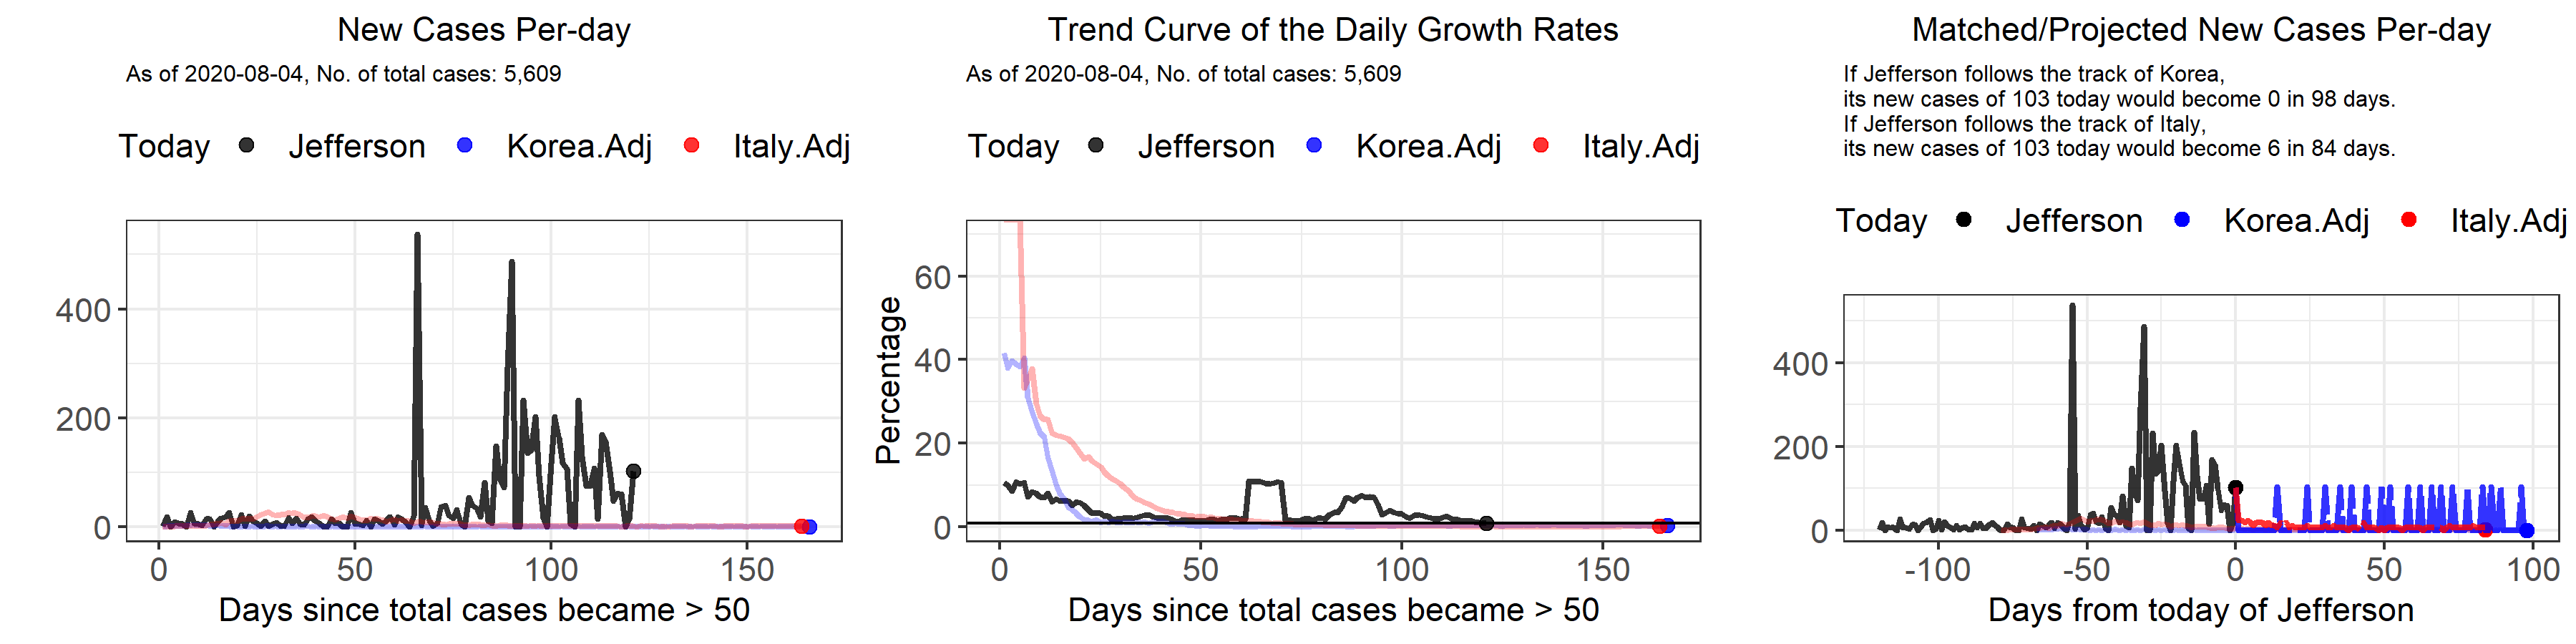 New Cases Per-day
As of 2020-08-04, No. of total cases: 5,609
Today Jefferson Korea.Adj Italy.Adj
400
200
0
0 50 100 150
Days since total cases became > 50
Trend Curve of the Daily Growth Rates
As of 2020-08-04, No. of total cases: 5,609
Today Jefferson Korea.Adj Italy.Adj
Percentage
60
40
20
0
0 50 100 150
Days since total cases became > 50
Matched/Projected New Cases Per-day
If Jefferson follows the track of Korea,
its new cases of 103 today would become 0 in 98 days.
If Jefferson follows the track of Italy,
its new cases of 103 today would become 6 in 84 days.
Today Jefferson Korea.Adj Italy.Adj
400
200
0
-100 -50 0 50 100
Days from today of Jefferson